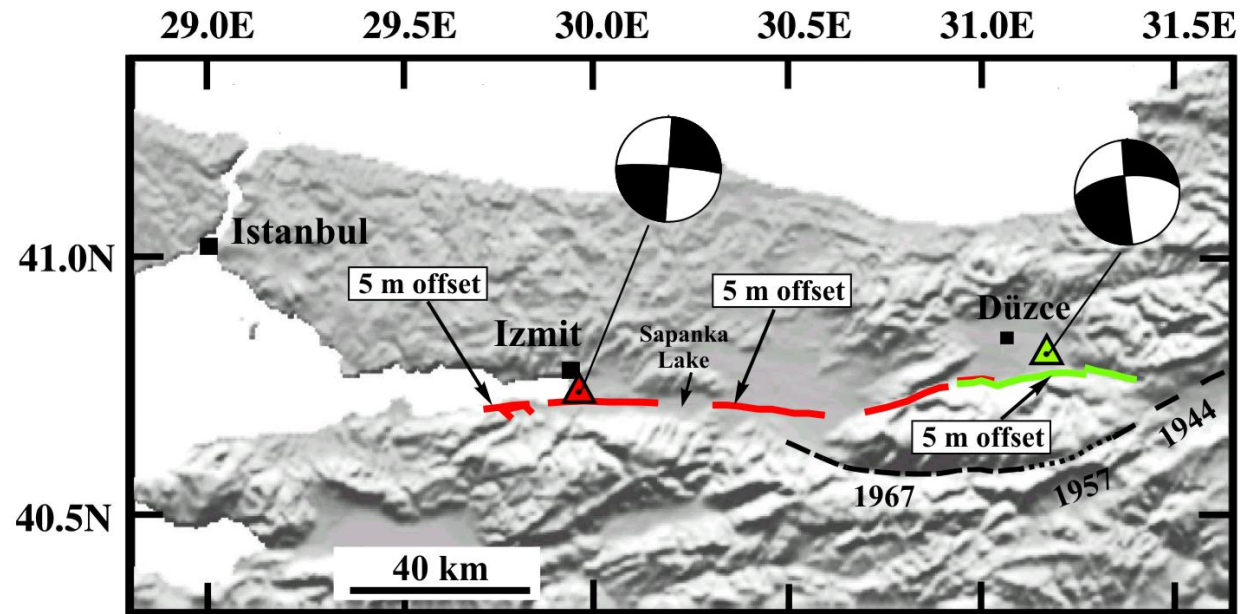 29.0E 29.5E 30.0E 30.5E 31.0E 31.5E
41.0N
Istanbul
5 m offset
5 m offset
Düzce
Izmit
Sapanka
Lake
5 m offset
1944
1967
1957
40.5N
40 km